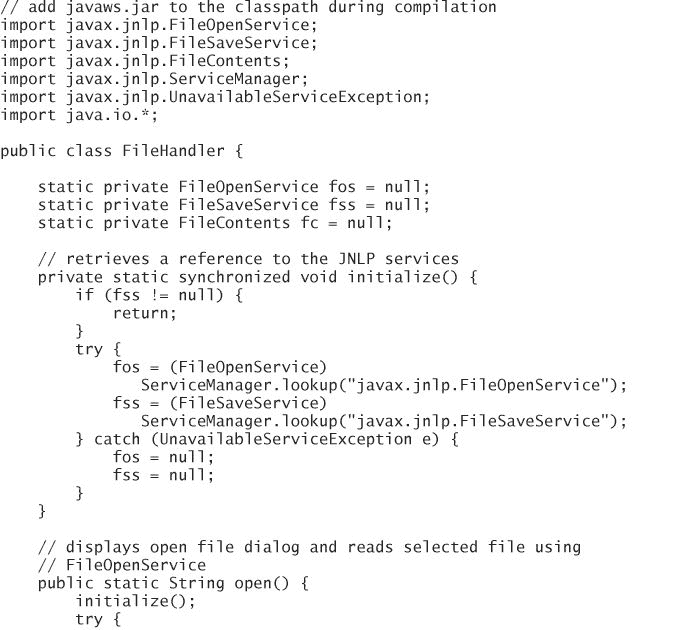 // add javaws.jar to the classpath during compilation
import javax.jnlp.FileOpenService;
import javax.jnlp.FileSaveService;
import javax.jnlp.FileContents;
import javax.jnlp.ServiceManager;
import javax.jnlp.UnavailableServiceException;
import java.io.*;

public class FileHandler {

    static private FileOpenService fos = null;
    static private FileSaveService fss = null;
    static private FileContents fc = null;

    // retrieves a reference to the JNLP services
    private static synchronized void initialize() {
        if (fss != null) {
            return;
        }
        try {
            fos = (FileOpenService)
               ServiceManager.lookup("javax.jnlp.FileOpenService");
            fss = (FileSaveService)
               ServiceManager.lookup("javax.jnlp.FileSaveService");
        } catch (UnavailableServiceException e) {
            fos = null;
            fss = null;
        }
    }

    // displays open file dialog and reads selected file using
    // FileOpenService
    public static String open() {
        initialize();
        try {